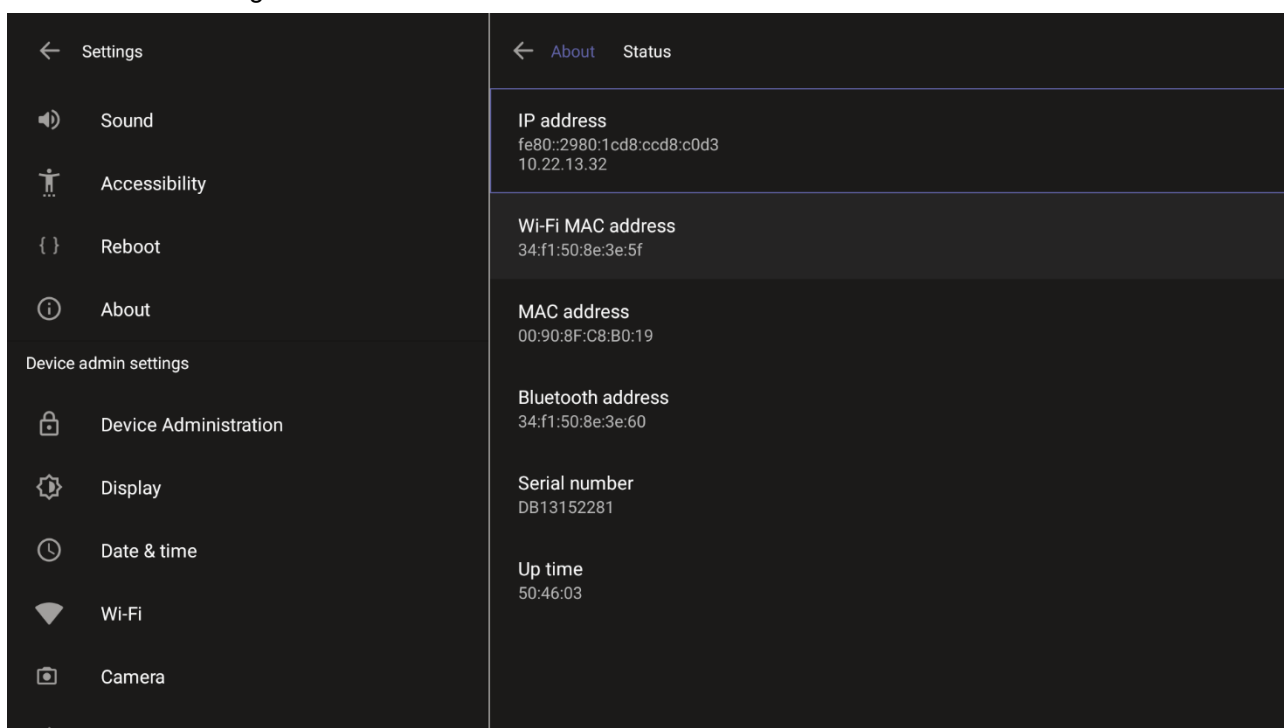 Settings
Sound
Accessibility
{ } Reboot
About
Device admin settings
Device Administration
Display
Date & time
Wi-Fi
Camera
About Status
IP address
fe80::2980:1cd8:ccd8:c0d3
10.22.13.32
Wi-Fi MAC address
34:f1:50:8e:3e:5f
MAC address
00:90:8F:C8:B0:19
Bluetooth address
34:f1:50:8e:3e:60
Serial number
DB13152281
Up time
50:46:03